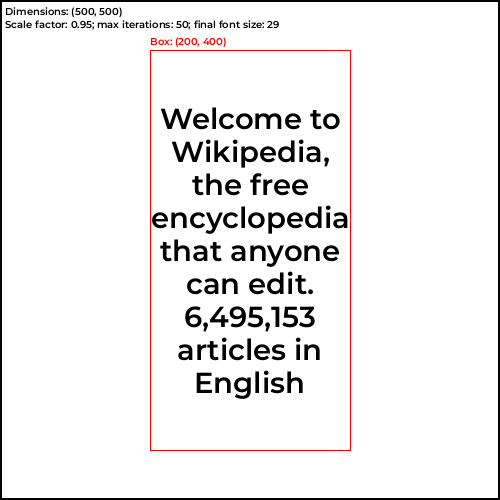 Dimensions: (500, 500)
Scale factor: 0.95; max iterations: 50; final font size: 29
Box: (200, 400)
Welcome to
Wikipedia,
the free
encyclopedia
that anyone
can edit.
6,495,153
articles in
English